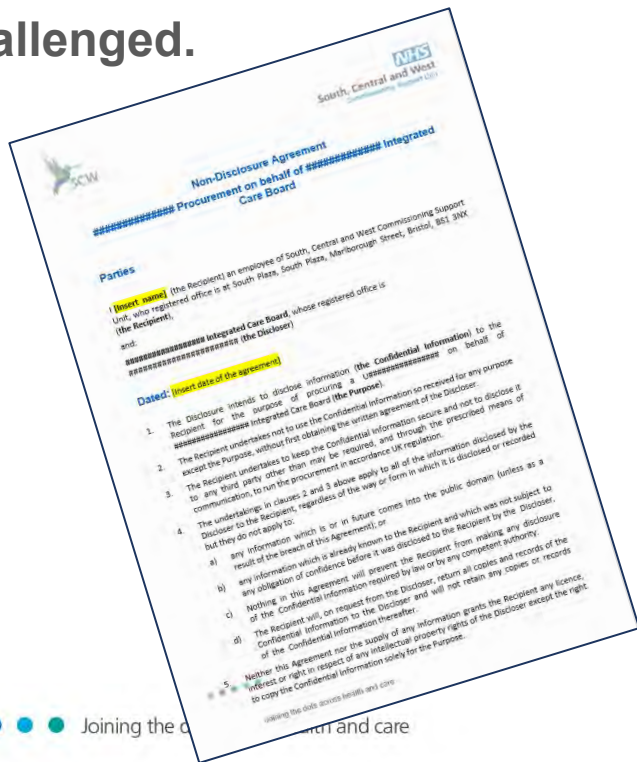 allenged.
NHS
South, Central and West
Commissioning Support Unit
SCW
Non-Disclosure Agreement
############## Procurement on behalf of ############# Integrated
Care Board
Parties
I [Insert name] (the Recipient) an employee of South, Central and West Commissioning Support
Unit, who registered office is at South Plaza, South Plaza, Marlborough Street, Bristol, BS1 3NX
(the Recipient),
and:
################# Integrated Care Board, whose registered office is
####################### (the Discloser)
Dated: [Insert date of the agreement]
1. The Disclosure intends to disclose information (the Confidential Information) to the
Recipient for the purpose of procuring a U############### on behalf of
################ Integrated Care Board (the Purpose).
2. The Recipient undertakes not to use the Confidential Information so received for any purpose
except the Purpose, without first obtaining the written agreement of the Discloser.
3. The Recipient undertakes to keep the Confidential Information secure and not to disclose it
to any third party other than may be required, and through the prescribed means of
communication, to run the procurement in accordance UK regulation.
4. The undertakings in clauses 2 and 3 above apply to all of the information disclosed by the
Discloser to the Recipient, regardless of the way or form in which it is disclosed or recorded
but they do not apply to:
a) any information which is or in future comes into the public domain (unless as a
result of the breach of this Agreement); or
b) any information which is already known to the Recipient and which was not subject to
any obligation of confidence before it was disclosed to the Recipient by the Discloser,
c) Nothing in this Agreement will prevent the Recipient from making any disclosure
of the Confidential Information required by law or by any competent authority.
d) The Recipient will, on request from the Discloser, return all copies and records of the
Confidential Information to the Discloser and will not retain any copies or records
of the Confidential Information thereafter.
5. Neither this Agreement nor the supply of any information grants the Recipient any licence,
interest or right in respect of any intellectual property rights of the Discloser except the right
to copy the Confidential Information solely for the Purpose.
Joining the dots across health and care
Joining the d    alth and care